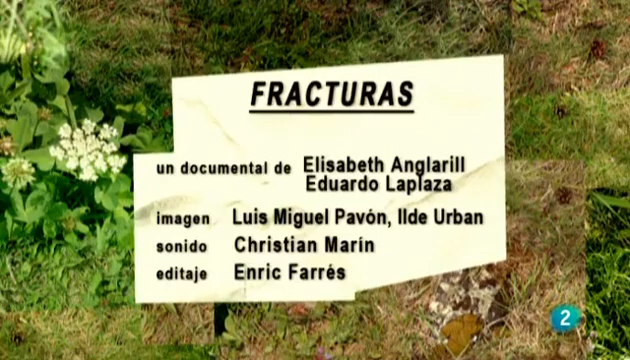 FRACTURAS
un documental de Elisabeth Anglarill
Eduardo Laplaza
imagen Luis Miguel Pavón, Ilde Urban
sonido Christian Marín
editaje Enric Farrés
2